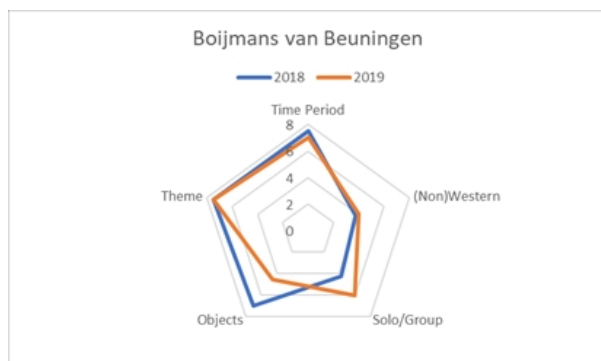 Boijmans van Beuningen
2018 2019
Time Period
8
6
4
(Non)Western
Theme
2
0
Objects
Solo/Group